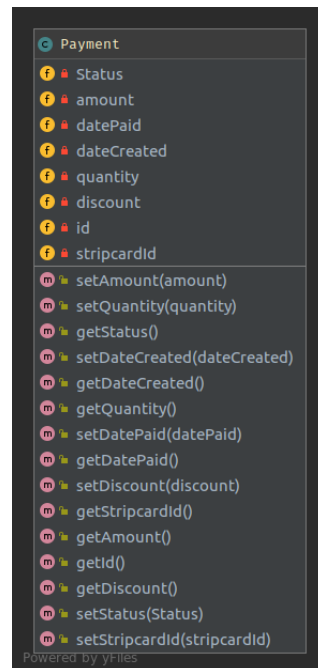 Payment
Status
amount
datePaid
dateCreated
quantity
discount
id
stripcardId
setAmount(amount)
setQuantity(quantity)
getStatus()
setDateCreated(dateCreated)
getDateCreated()
getQuantity()
setDatePaid(datePaid)
getDatePaid()
setDiscount(discount)
getStripcardId()
getAmount()
getId()
getDiscount()
setStatus(Status)
setStripcardId(stripcardId)
Powered by yFiles